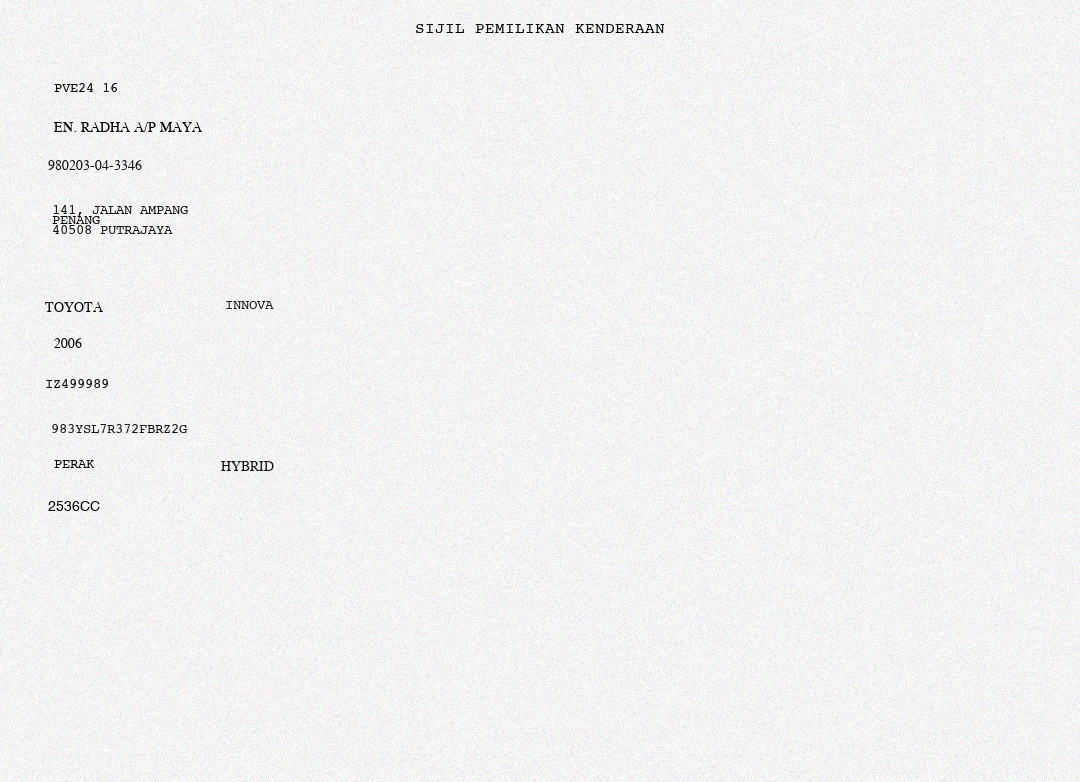 SIJIL PEMILIKAN KENDERAAN
PVE24 16
EN. RADHA A/P MAYA
980203-04-3346
141, JALAN AMPANG
PENANG
40508 PUTRAJAYA
TOYOTA INNOVA
2006
IZ499989
983YSL7R372FBRZ2G
PERAK HYBRID
2536CC